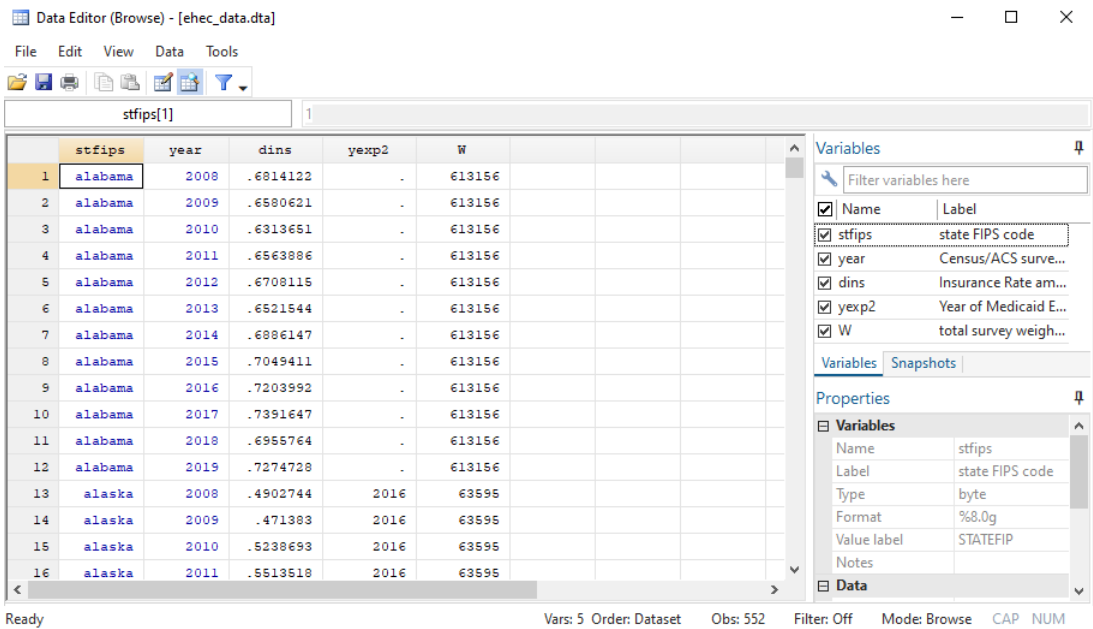 Data Editor (Browse) - [ehec_data.dta]
File Edit View Data Tools
stfips[1] 1
stfips year dins yexp2 W
1 alabama 2008 .6814122 . 613156
2 alabama 2009 .6580621 . 613156
3 alabama 2010 .6313651 . 613156
4 alabama 2011 .6563886 . 613156
5 alabama 2012 .6708115 . 613156
6 alabama 2013 .6521544 . 613156
7 alabama 2014 .6886147 . 613156
8 alabama 2015 .7049411 . 613156
9 alabama 2016 .7203992 . 613156
10 alabama 2017 .7391647 . 613156
11 alabama 2018 .6955764 . 613156
12 alabama 2019 .7274728 . 613156
13 alaska 2008 .4902744 2016 63595
14 alaska 2009 .471383 2016 63595
15 alaska 2010 .5238693 2016 63595
16 alaska 2011 .5513518 2016 63595
Variables
Filter variables here
Name Label
stfips state FIPS code
year Census/ACS surve...
dins Insurance Rate am...
yexp2 Year of Medicaid E...
W total survey weigh...
Variables Snapshots
Properties
Variables
Name stfips
Label state FIPS code
Type byte
Format %8.0g
Value label STATEFIP
Notes
Data
Ready Vars: 5 Order: Dataset Obs: 552 Filter: Off Mode: Browse CAP NUM